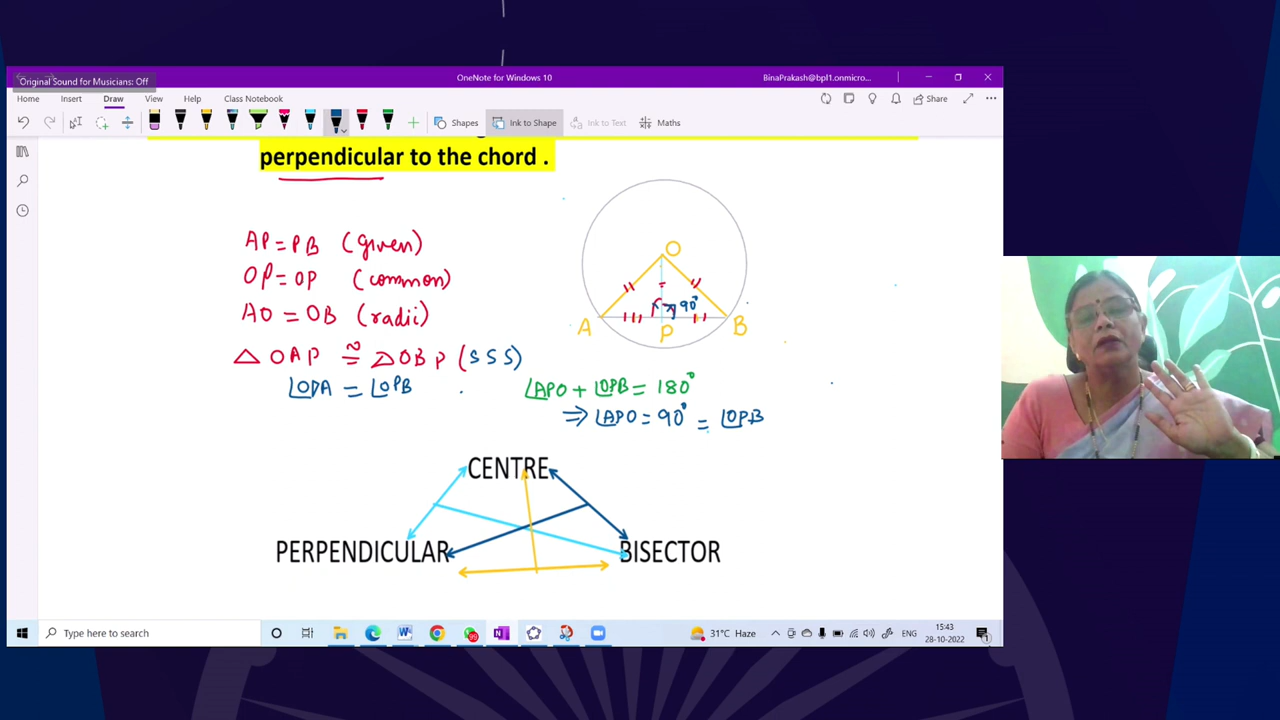 Original Sound for Musicians: Off
OneNote for Windows 10
BinaPrakash@bpl1.onmicro...
Home Insert Draw View Help Class Notebook
Share
Shapes Ink to Shape Ink to Text Maths
perpendicular to the chord .
O
90°
A P B
AP = PB (given)
OP = OP (common)
AO = OB (radii)
△ OAP ≅ △ OBP (SSS)
∠OPA = ∠OPB
∠APO + ∠OPB = 180°
⇒ ∠APO = 90° = ∠OPB
CENTRE
PERPENDICULAR BISECTOR
Type here to search
99
31°C Haze
ENG
15:43
28-10-2022
1